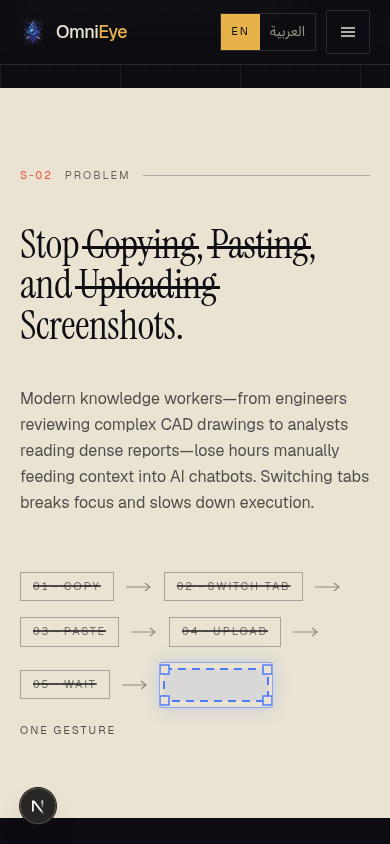 OmniEye
EN
العربية
S-02 PROBLEM
Stop Copying, Pasting,
and Uploading
Screenshots.
Modern knowledge workers—from engineers
reviewing complex CAD drawings to analysts
reading dense reports—lose hours manually
feeding context into AI chatbots. Switching tabs
breaks focus and slows down execution.
01 · COPY
02 · SWITCH TAB
03 · PASTE
04 · UPLOAD
05 · WAIT
ONE GESTURE
N